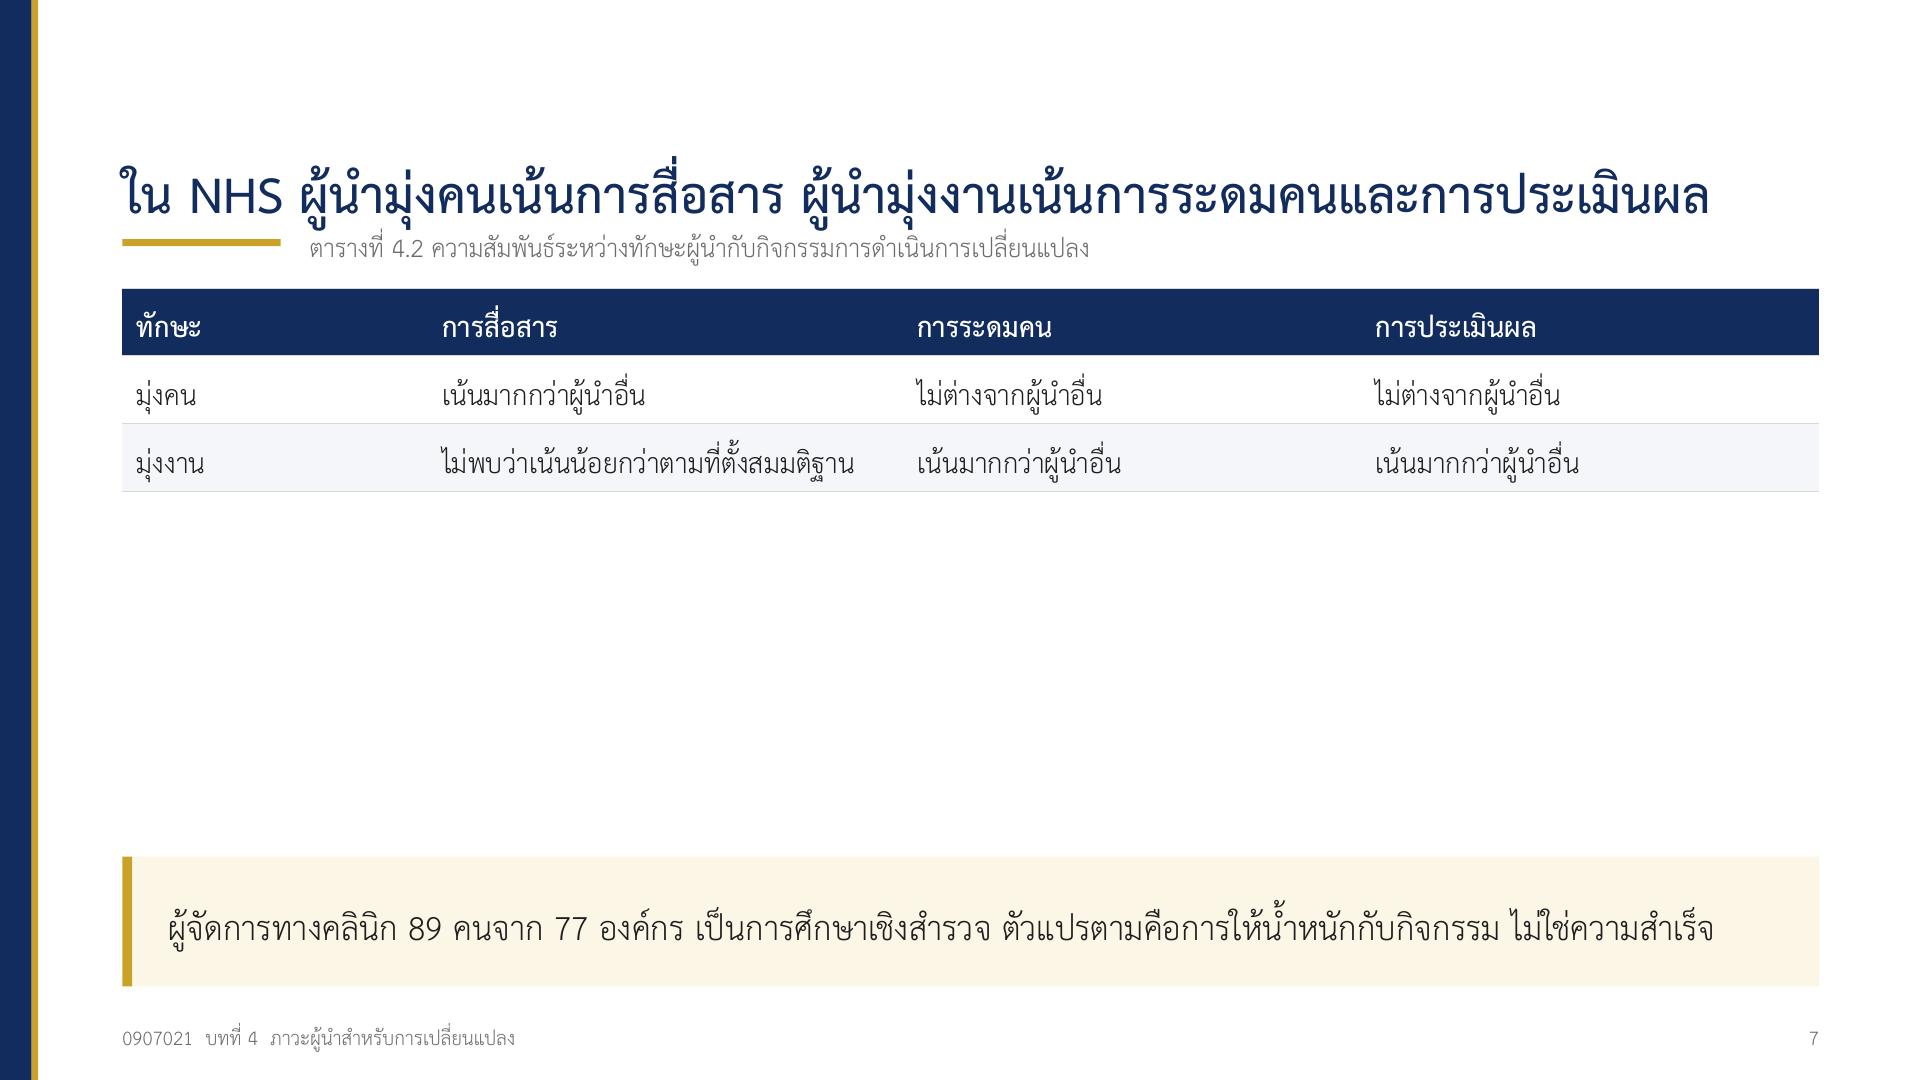 ใน NHS ผู้นำมุ่งคนเน้นการสื่อสาร ผู้นำมุ่งงานเน้นการระดมคนและการประเมินผล
ตารางที่ 4.2 ความสัมพันธ์ระหว่างทักษะผู้นำกับกิจกรรมการดำเนินการเปลี่ยนแปลง
ทักษะ การสื่อสาร การระดมคน การประเมินผล
มุ่งคน เน้นมากกว่าผู้นำอื่น ไม่ต่างจากผู้นำอื่น ไม่ต่างจากผู้นำอื่น
มุ่งงาน ไม่พบว่าเน้นน้อยกว่าตามที่ตั้งสมมติฐาน เน้นมากกว่าผู้นำอื่น เน้นมากกว่าผู้นำอื่น
ผู้จัดการทางคลินิก 89 คนจาก 77 องค์กร เป็นการศึกษาเชิงสำรวจ ตัวแปรตามคือการให้น้ำหนักกับกิจกรรม ไม่ใช่ความสำเร็จ
0907021 บทที่ 4 ภาวะผู้นำสำหรับการเปลี่ยนแปลง 7